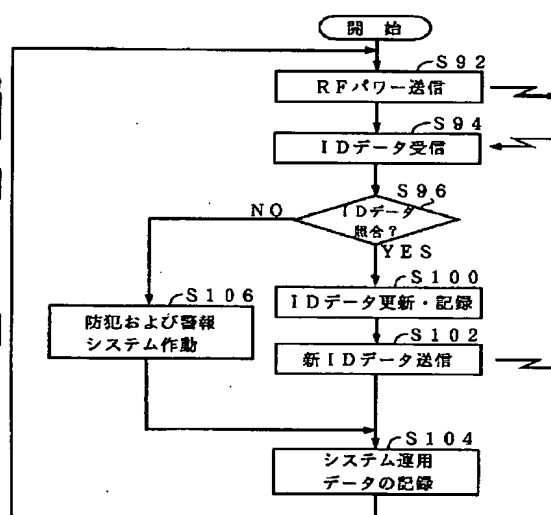 開始
S92
RFパワー送信
S94
IDデータ受信
S96
IDデータ
照合?
NO
YES
S100
IDデータ更新・記録
S106
防犯および警報
システム作動
S102
新IDデータ送信
S104
システム運用
データの記録